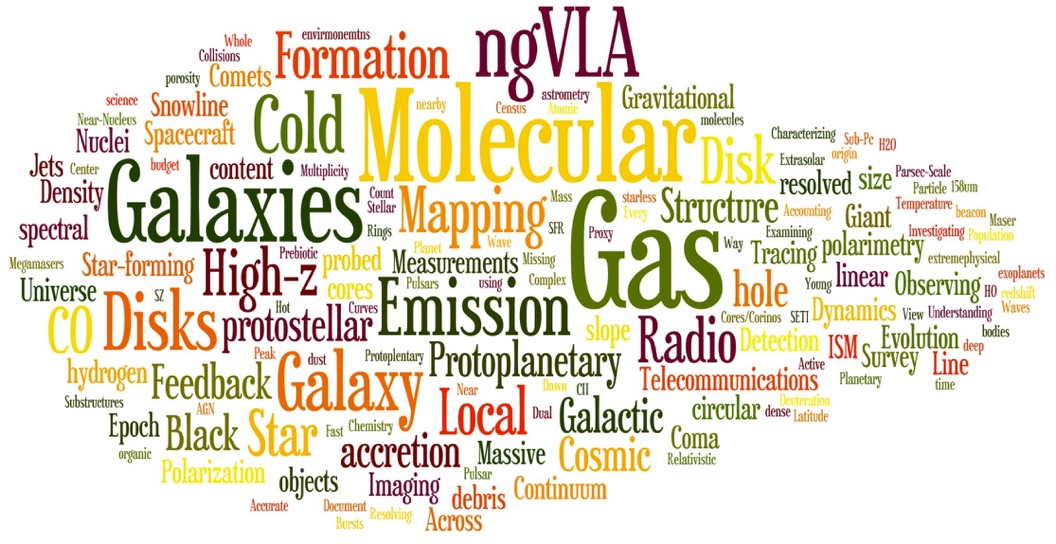 Whole
envirmonemtns
ngVLA
Collisions
Formation
porosity
Comets
science
Snowline
Cold
Molecular
nearby
Census
astrometry
Atomic
Gravitational
molecules
Near-Nucleus
Nuclei
Spacecraft
Disk
Characterizing
Sub-Pc
H2O
origin
Extrasolar
Jets
Center
budget
content
Multiplicity
resolved
size
Parsec-Scale
Particle
158um
Density
Galaxies
Count
Stellar
Mapping
Mass
Gas
starless
Every
Structure
Accounting
Giant
Temperature
beacon
Maser
spectral
Rings
SFR
Proxy
Way
Examining
Tracing
polarimetry
Investigating
Population
Megamasers
Star-forming
High-z
Prebiotic
probed
Planet
Wave
Measurements
Missing
extremephysical
Universe
SZ
Hot
cores
Pulsars
using
Complex
hole
Young
linear
Observing
HO
exoplanets
redshift
CO
Disks
protostellar
Curves
Emission
slope
Radio
Cores/Corinos
SETI
Dynamics
View
Understanding
Waves
Detection
ISM
Evolution
bodies
deep
Peak
dust
Protoplentary
Protoplanetary
Active
Survey
Line
time
hydrogen
Feedback
Galaxy
Near
Dawn
CII
Telecommunications
Planetary
Substructures
AGN
Local
Dual
Galactic
circular
dense
Deuteration
Latitude
Epoch
Black
Star
Fast
Chemistry
organic
accretion
Massive
Cosmic
Coma
Relativistic
Polarization
objects
Imaging
Pulsar
debris
Continuum
Accurate
Document
Bursts
Resolving
Across